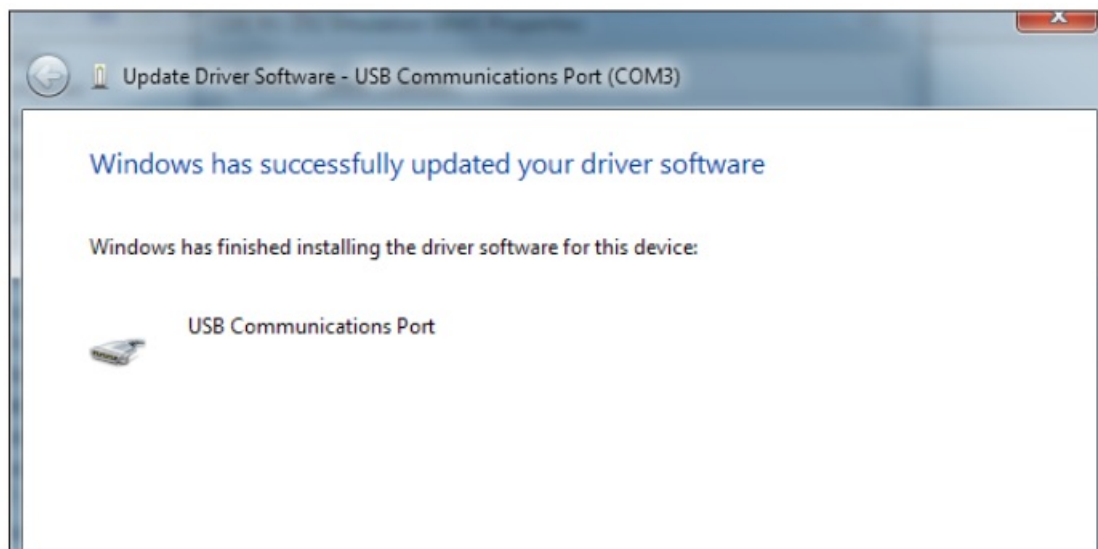 Update Driver Software - USB Communications Port (COM3)
Windows has successfully updated your driver software
Windows has finished installing the driver software for this device:
USB Communications Port